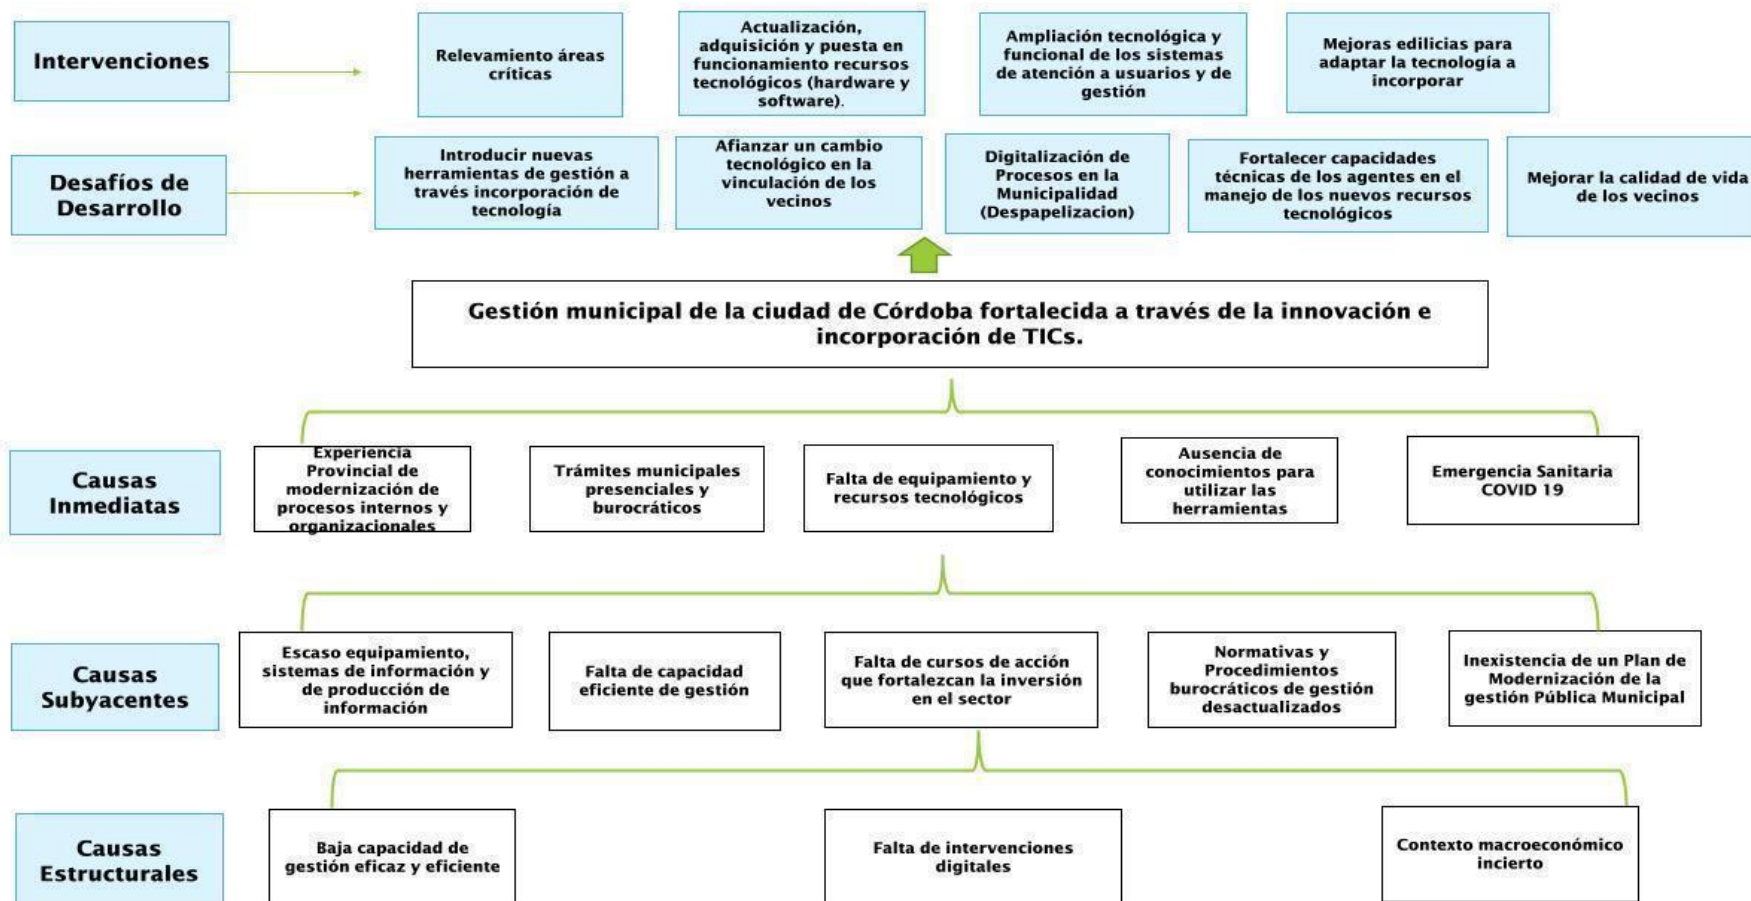 Intervenciones
Relevamiento áreas
críticas
Actualización,
adquisición y puesta en
funcionamiento recursos
tecnológicos (hardware y
software).
Ampliación tecnológica y
funcional de los sistemas
de atención a usuarios y de
gestión
Mejoras edilicias para
adaptar la tecnología a
incorporar
Desafíos de
Desarrollo
Introducir nuevas
herramientas de gestión a
través incorporación de
tecnología
Afianzar un cambio
tecnológico en la
vinculación de los
vecinos
Digitalización de
Procesos en la
Municipalidad
(Despapelizacion)
Fortalecer capacidades
técnicas de los agentes en el
manejo de los nuevos recursos
tecnológicos
Mejorar la calidad de vida
de los vecinos
Gestión municipal de la ciudad de Córdoba fortalecida a través de la innovación e
incorporación de TICs.
Causas
Inmediatas
Experiencia
Provincial de
modernización de
procesos internos y
organizacionales
Trámites municipales
presenciales y
burocráticos
Falta de equipamiento y
recursos tecnológicos
Ausencia de
conocimientos para
utilizar las
herramientas
Emergencia Sanitaria
COVID 19
Causas
Subyacentes
Escaso equipamiento,
sistemas de información y
de producción de
información
Falta de capacidad
eficiente de gestión
Falta de cursos de acción
que fortalezcan la inversión
en el sector
Normativas y
Procedimientos
burocráticos de gestión
desactualizados
Inexistencia de un Plan de
Modernización de la
gestión Pública Municipal
Causas
Estructurales
Baja capacidad de
gestión eficaz y eficiente
Falta de intervenciones
digitales
Contexto macroeconómico
incierto